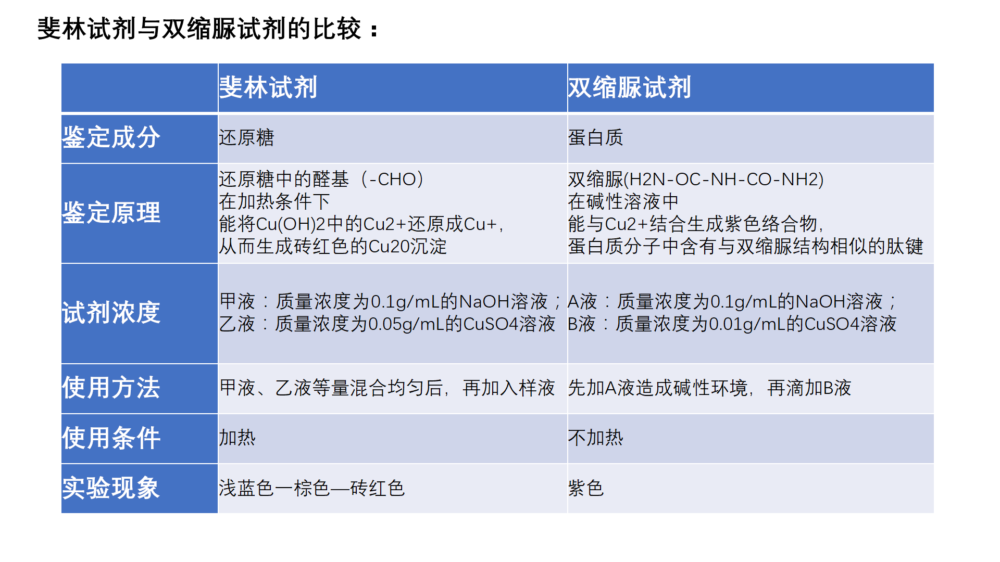 斐林试剂与双缩脲试剂的比较：
斐林试剂
双缩脲试剂
鉴定成分
还原糖
蛋白质
鉴定原理
还原糖中的醛基（-CHO）
在加热条件下
能将Cu(OH)2中的Cu2+还原成Cu+,
从而生成砖红色的Cu20沉淀
双缩脲(H2N-OC-NH-CO-NH2)
在碱性溶液中
能与Cu2+结合生成紫色络合物,
蛋白质分子中含有与双缩脲结构相似的肽键
试剂浓度
甲液：质量浓度为0.1g/mL的NaOH溶液；
乙液：质量浓度为0.05g/mL的CuSO4溶液
A液：质量浓度为0.1g/mL的NaOH溶液；
B液：质量浓度为0.01g/mL的CuSO4溶液
使用方法
甲液、乙液等量混合均匀后，再加入样液
先加A液造成碱性环境，再滴加B液
使用条件
加热
不加热
实验现象
浅蓝色一棕色—砖红色
紫色